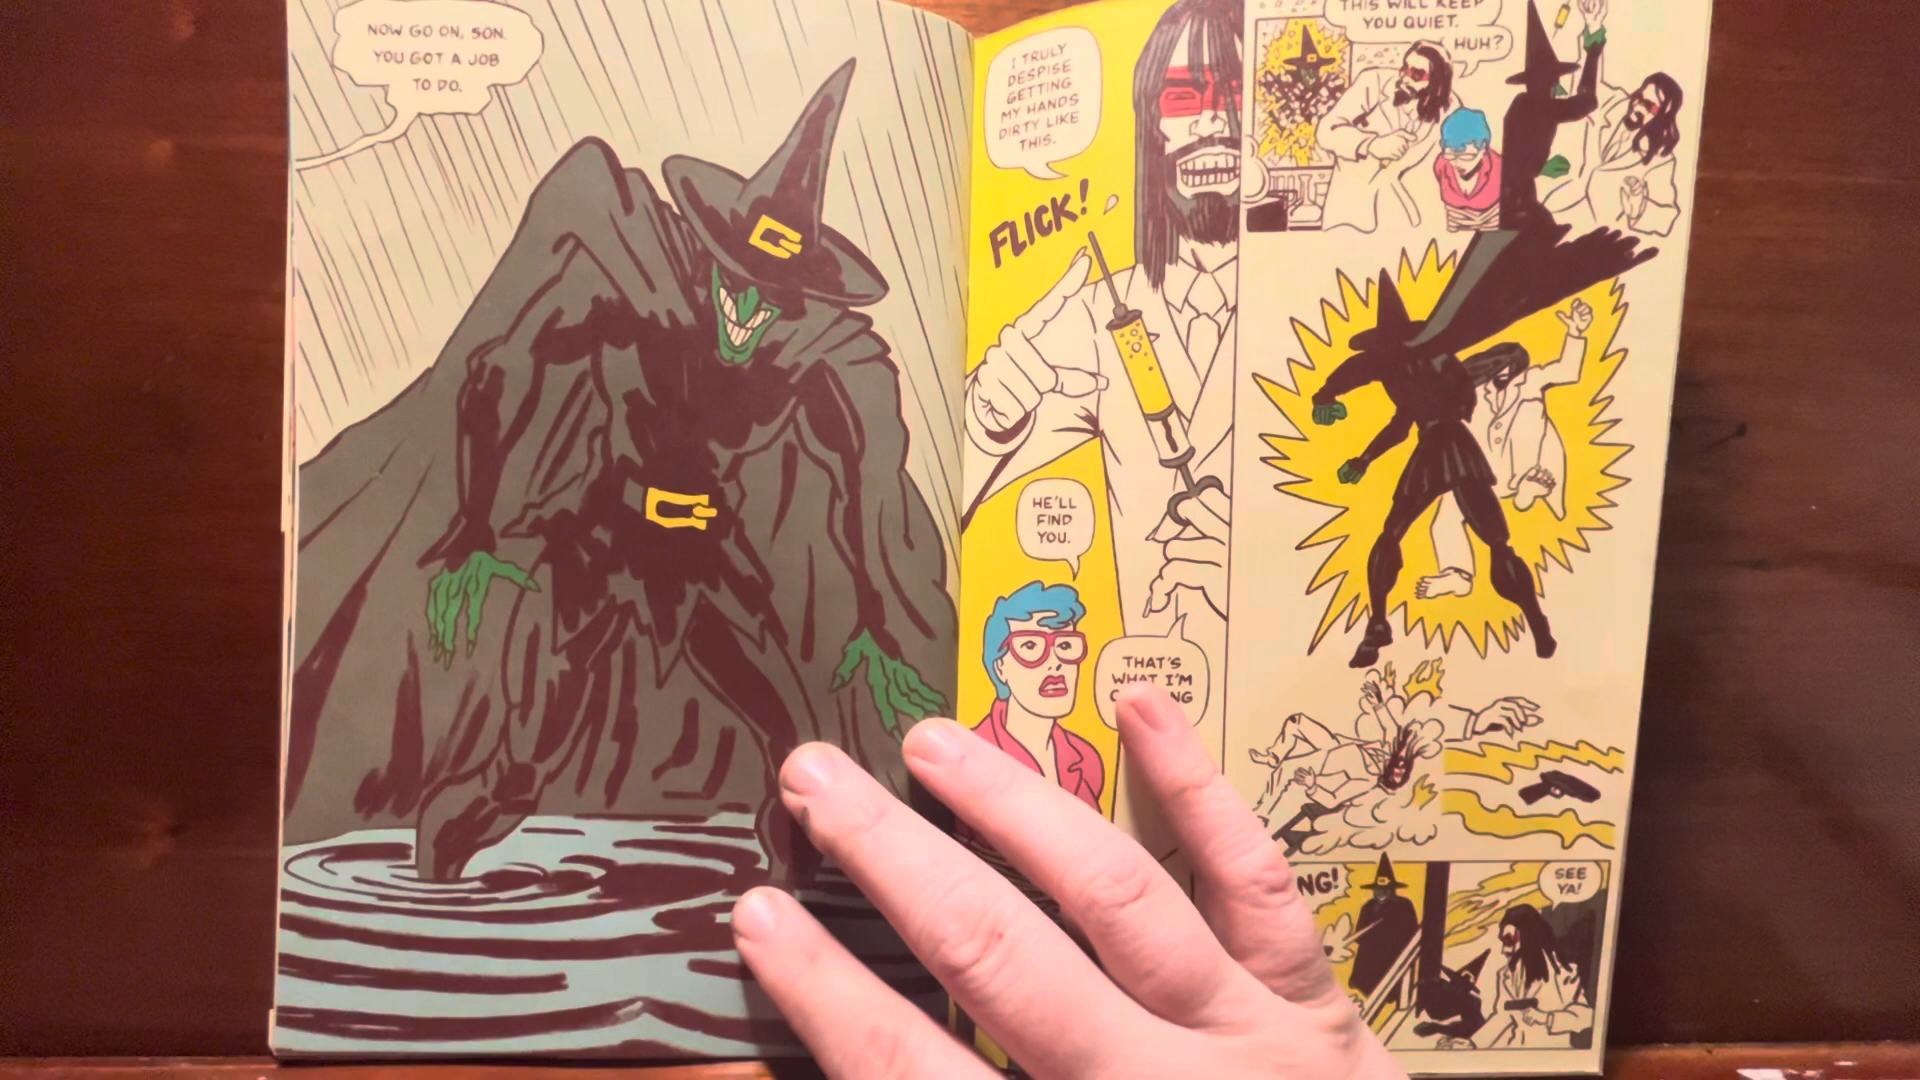 NOW GO ON, SON.
YOU GOT A JOB
TO DO.
I TRULY
DESPISE
GETTING
MY HANDS
DIRTY LIKE
THIS.
FLICK!
HE'LL
FIND
YOU.
THAT'S
WHAT I'M
THIS WILL KEEP
YOU QUIET.
HUH?
NG!
SEE
YA!